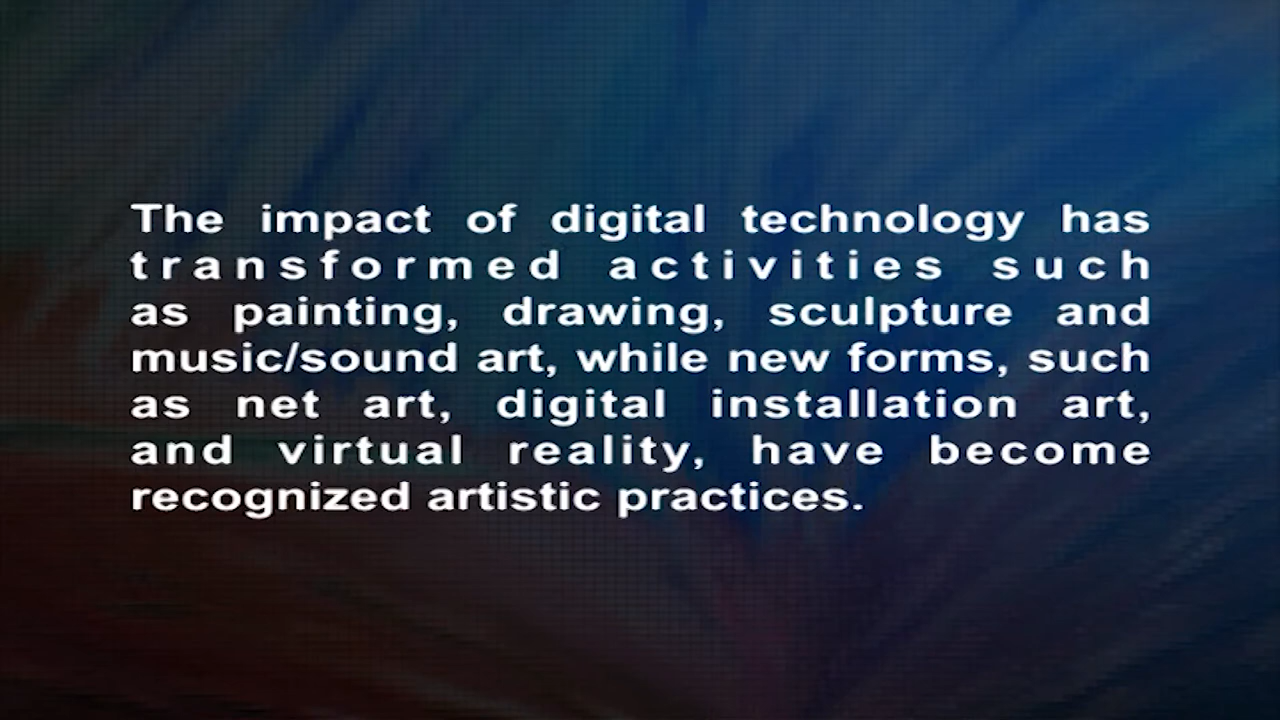 The impact of digital technology has
transformed activities such
as painting, drawing, sculpture and
music/sound art, while new forms, such
as net art, digital installation art,
and virtual reality, have become
recognized artistic practices.